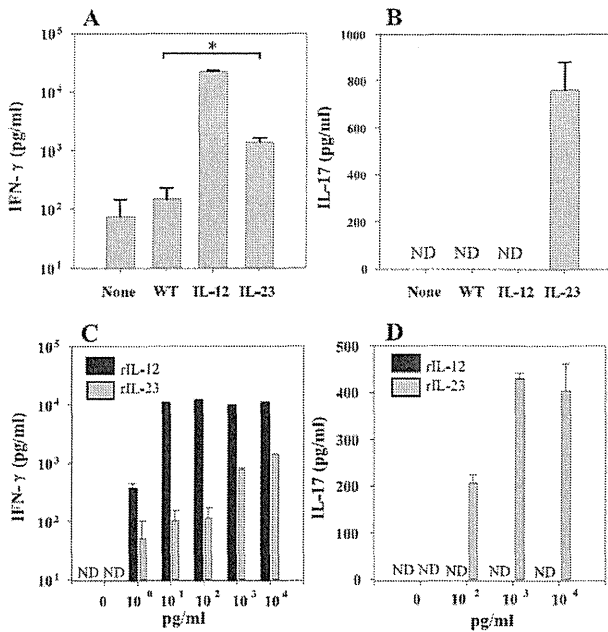 A
B
IFN- γ (pg/ml)
10^5
10^4
10^3
10^2
10^1
*
None WT IL-12 IL-23
IL-17 (pg/ml)
1000
800
600
400
200
0
ND ND ND
None WT IL-12 IL-23
C
D
IFN- γ (pg/ml)
10^5
10^4
10^3
10^2
10^1
rIL-12
rIL-23
ND ND
0 10^0 10^1 10^2 10^3 10^4
pg/ml
IL-17 (pg/ml)
500
400
300
200
100
0
rIL-12
rIL-23
ND ND ND ND ND
0 10^2 10^3 10^4
pg/ml